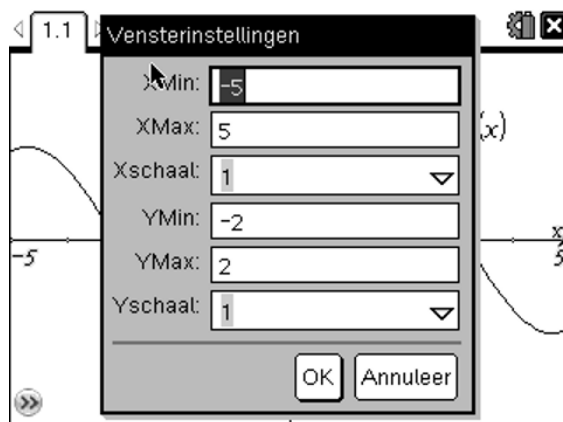 1.1
Vensterinstellingen
XMin: -5
XMax: 5
Xschaal: 1
YMin: -2
YMax: 2
Yschaal: 1
(x)
-5
x
5
OK Annuleer